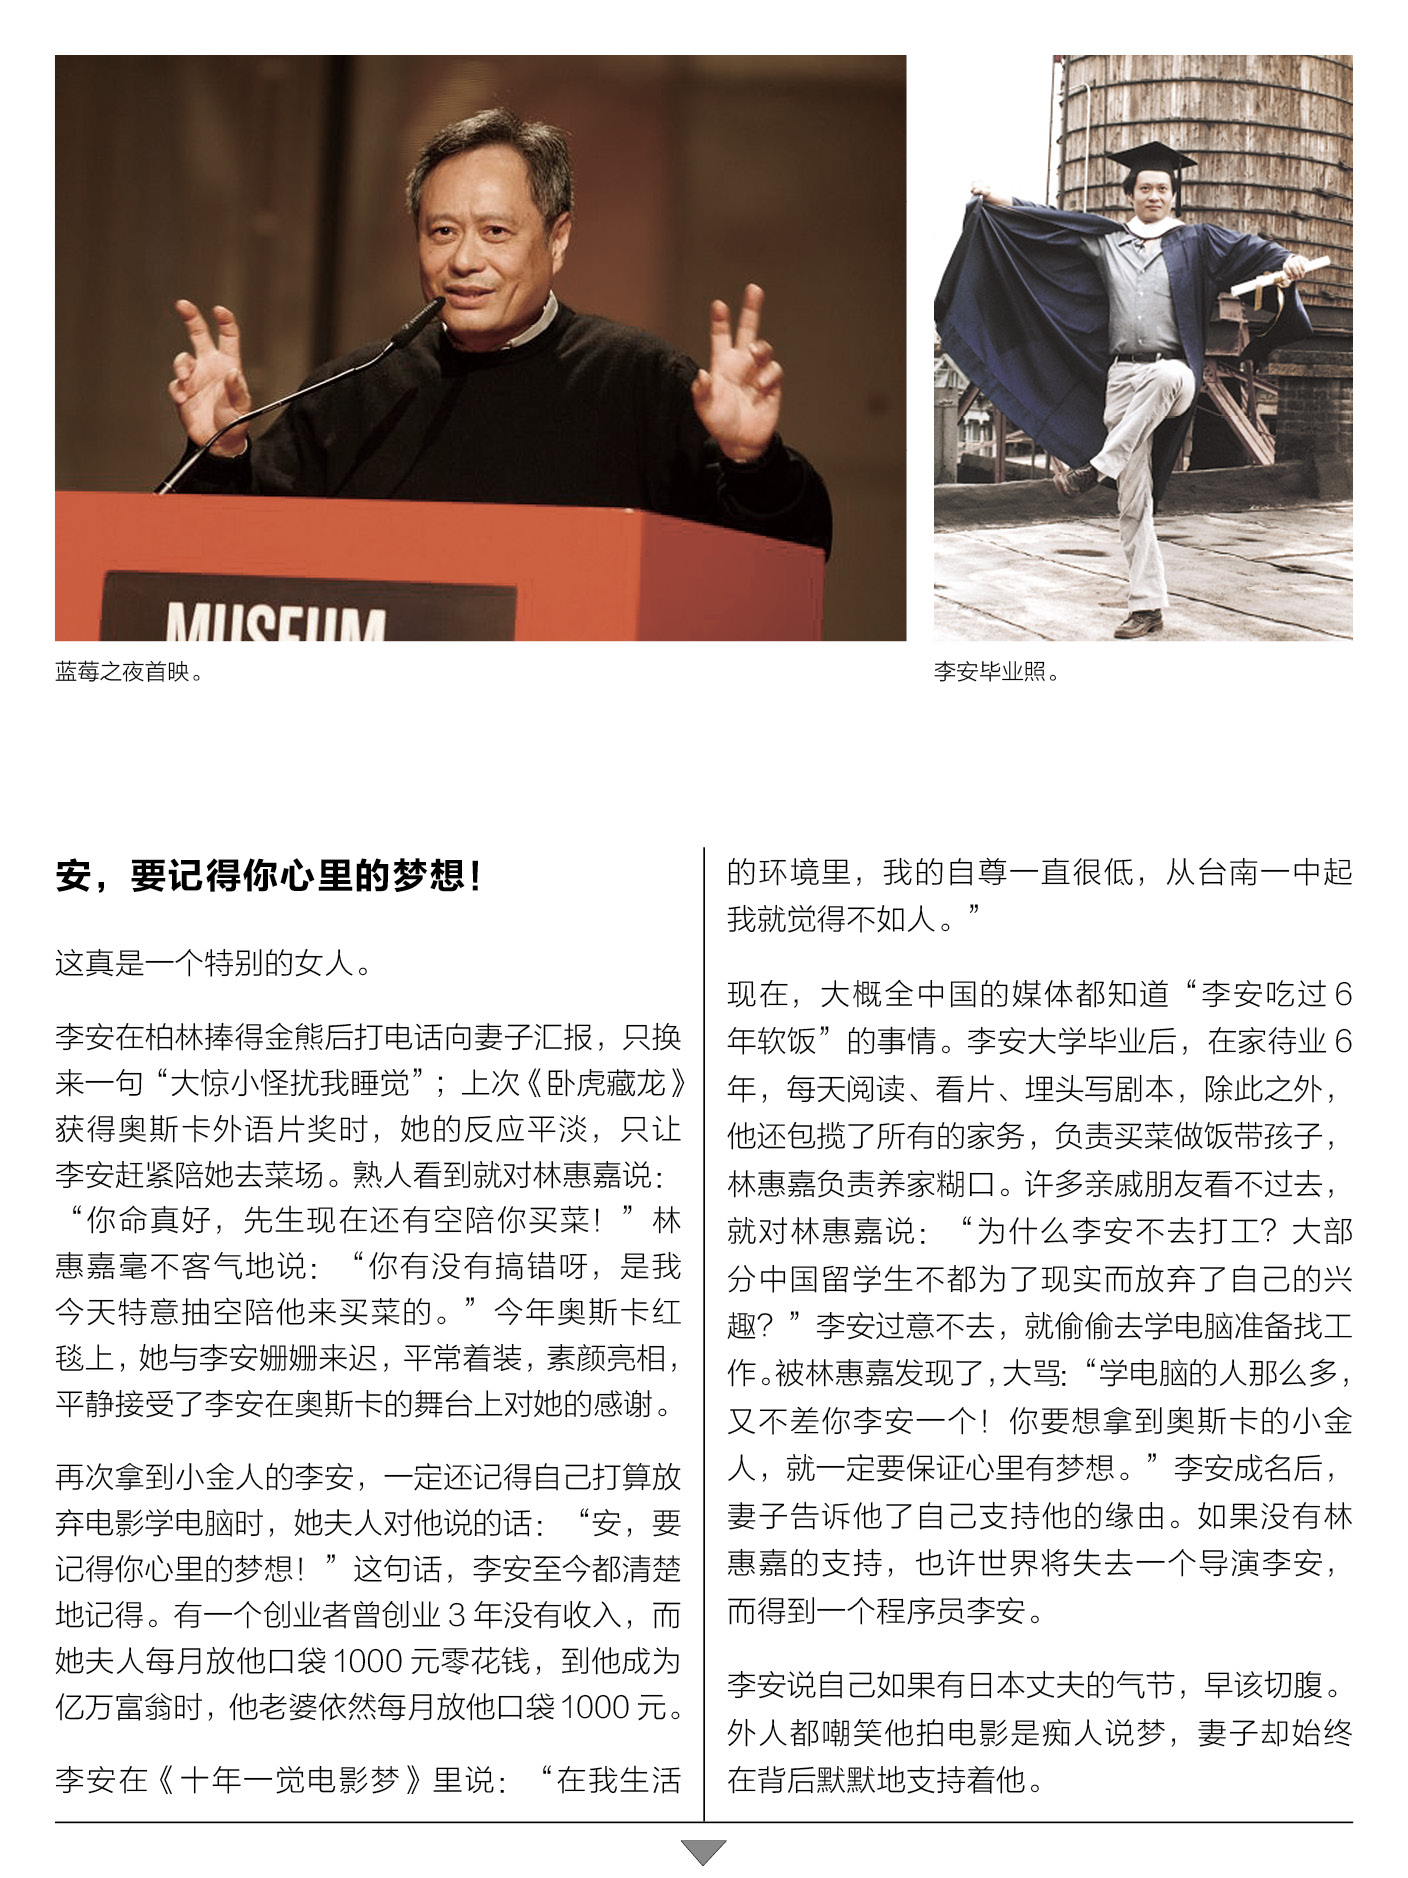 MUSEUM
蓝莓之夜首映。
李安毕业照。
安，要记得你心里的梦想！
这真是一个特别的女人。
李安在柏林捧得金熊后打电话向妻子汇报，只换
来一句“大惊小怪扰我睡觉”；上次《卧虎藏龙》
获得奥斯卡外语片奖时，她的反应平淡，只让
李安赶紧陪她去菜场。熟人看到就对林惠嘉说：
“你命真好，先生现在还有空陪你买菜！”林
惠嘉毫不客气地说：“你有没有搞错呀，是我
今天特意抽空陪他来买菜的。”今年奥斯卡红
毯上，她与李安姗姗来迟，平常着装，素颜亮相，
平静接受了李安在奥斯卡的舞台上对她的感谢。
再次拿到小金人的李安，一定还记得自己打算放
弃电影学电脑时，她夫人对他说的话：“安，要
记得你心里的梦想！”这句话，李安至今都清楚
地记得。有一个创业者曾创业 3 年没有收入，而
她夫人每月放他口袋 1000 元零花钱，到他成为
亿万富翁时，他老婆依然每月放他口袋 1000 元。
李安在《十年一觉电影梦》里说：“在我生活
的环境里，我的自尊一直很低，从台南一中起
我就觉得不如人。”
现在，大概全中国的媒体都知道“李安吃过 6
年软饭”的事情。李安大学毕业后，在家待业 6
年，每天阅读、看片、埋头写剧本，除此之外，
他还包揽了所有的家务，负责买菜做饭带孩子，
林惠嘉负责养家糊口。许多亲戚朋友看不过去，
就对林惠嘉说：“为什么李安不去打工？大部
分中国留学生不都为了现实而放弃了自己的兴
趣？”李安过意不去，就偷偷去学电脑准备找工
作。被林惠嘉发现了，大骂：“学电脑的人那么多，
又不差你李安一个！你要想拿到奥斯卡的小金
人，就一定要保证心里有梦想。”李安成名后，
妻子告诉他了自己支持他的缘由。如果没有林
惠嘉的支持，也许世界将失去一个导演李安，
而得到一个程序员李安。
李安说自己如果有日本丈夫的气节，早该切腹。
外人都嘲笑他拍电影是痴人说梦，妻子却始终
在背后默默地支持着他。